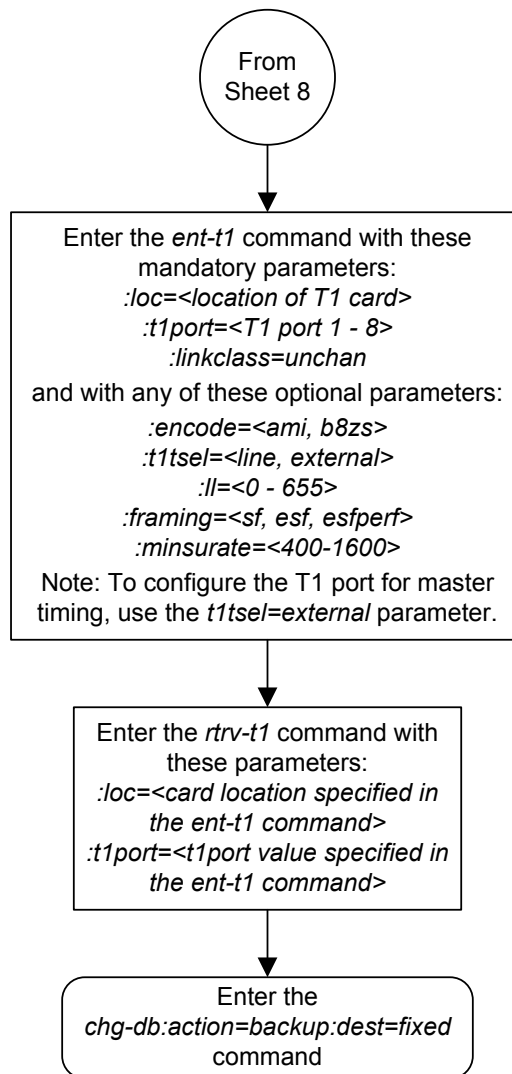 From
Sheet 8
Enter the ent-t1 command with these
mandatory parameters:
:loc=<location of T1 card>
:t1port=<T1 port 1 - 8>
:linkclass=unchan
and with any of these optional parameters:
:encode=<ami, b8zs>
:t1tsel=<line, external>
:ll=<0 - 655>
:framing=<sf, esf, esfperf>
:minsurate=<400-1600>
Note: To configure the T1 port for master
timing, use the t1tsel=external parameter.
Enter the rtrv-t1 command with
these parameters:
:loc=<card location specified in
the ent-t1 command>
:t1port=<t1port value specified in
the ent-t1 command>
Enter the
chg-db:action=backup:dest=fixed
command